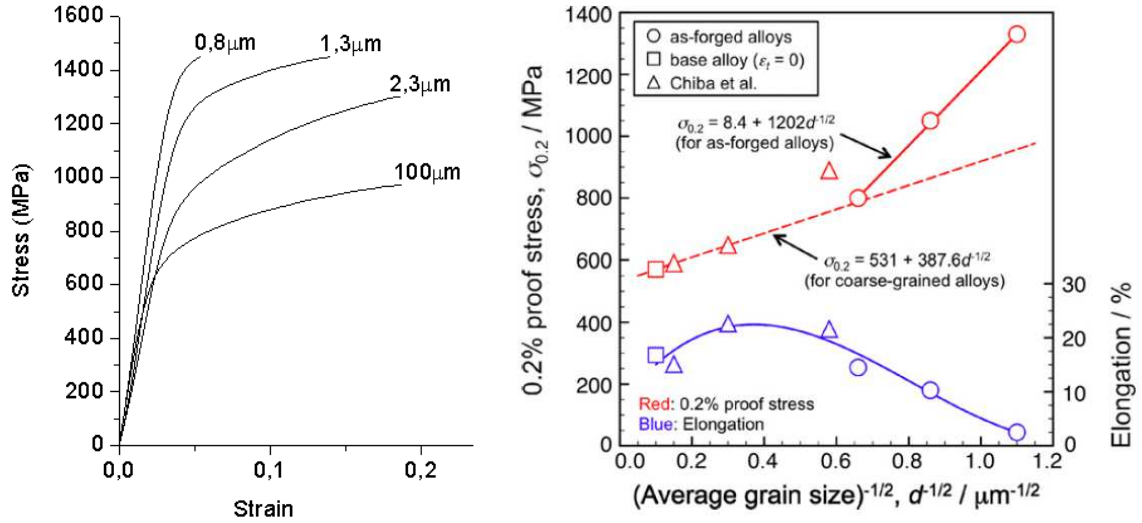 1600
1400
1200
1000
800
600
400
200
0
Stress (MPa)
0,8μm
1,3μm
2,3μm
100μm
0,0
0,1
0,2
Strain
1400
1200
1000
800
600
400
200
0
0.2% proof stress, σ0.2 / MPa
as-forged alloys
base alloy (εt = 0)
Chiba et al.
σ0.2 = 8.4 + 1202d-1/2
(for as-forged alloys)
σ0.2 = 531 + 387.6d-1/2
(for coarse-grained alloys)
Red: 0.2% proof stress
Blue: Elongation
30
20
10
0
Elongation / %
0.0
0.2
0.4
0.6
0.8
1.0
1.2
(Average grain size)-1/2, d-1/2 / μm-1/2